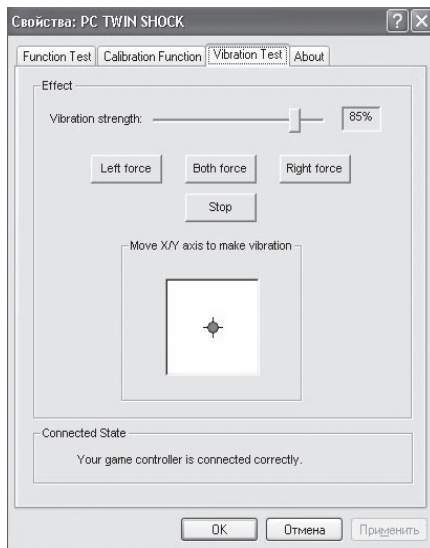 Свойства: PC TWIN SHOCK
Function Test Calibration Function Vibration Test About
Effect
Vibration strength: 85%
Left force Both force Right force
Stop
Move X/Y axis to make vibration
Connected State
Your game controller is connected correctly.
OK Отмена Применить